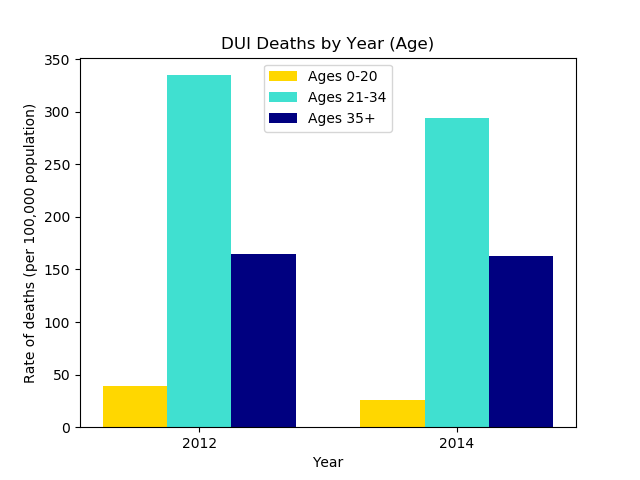 DUI Deaths by Year (Age)
Rate of deaths (per 100,000 population)
350
300
250
200
150
100
50
0
Ages 0-20
Ages 21-34
Ages 35+
2012
2014
Year